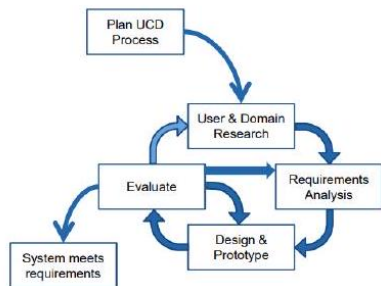 Plan UCD
Process
User & Domain
Research
Evaluate
Requirements
Analysis
Design &
Prototype
System meets
requirements